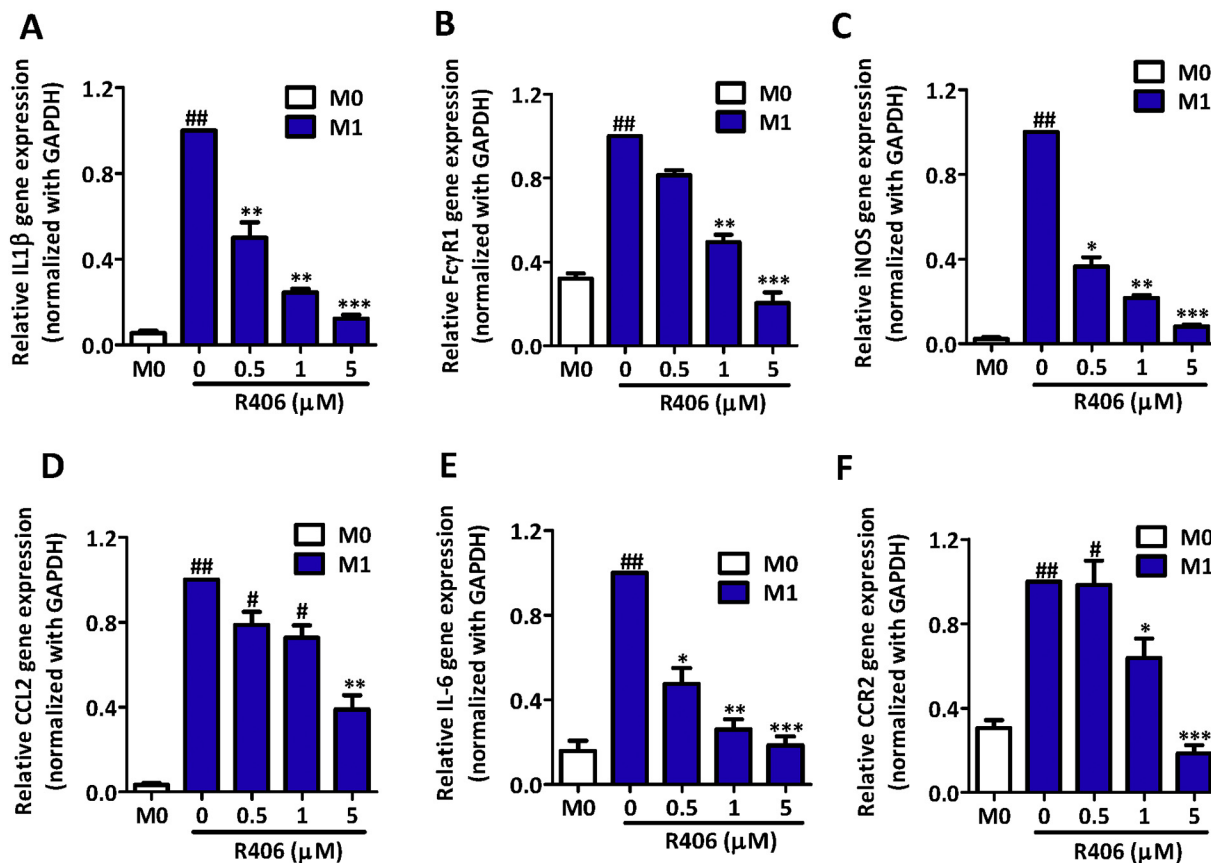 A
Relative IL1β gene expression
(normalized with GAPDH)
1.2
0.8
0.4
0.0
M0
M1
##
**
**
***
M0 0 0.5 1 5
R406 (μM)
B
Relative FcγR1 gene expression
(normalized with GAPDH)
1.2
0.8
0.4
0.0
M0
M1
##
**
***
M0 0 0.5 1 5
R406 (μM)
C
Relative iNOS gene expression
(normalized with GAPDH)
1.2
0.8
0.4
0.0
M0
M1
##
*
**
***
M0 0 0.5 1 5
R406 (μM)
D
Relative CCL2 gene expression
(normalized with GAPDH)
1.2
0.8
0.4
0.0
M0
M1
##
#
#
**
M0 0 0.5 1 5
R406 (μM)
E
Relative IL-6 gene expression
(normalized with GAPDH)
1.2
0.8
0.4
0.0
M0
M1
##
*
**
***
M0 0 0.5 1 5
R406 (μM)
F
Relative CCR2 gene expression
(normalized with GAPDH)
1.2
0.8
0.4
0.0
M0
M1
##
#
*
***
M0 0 0.5 1 5
R406 (μM)